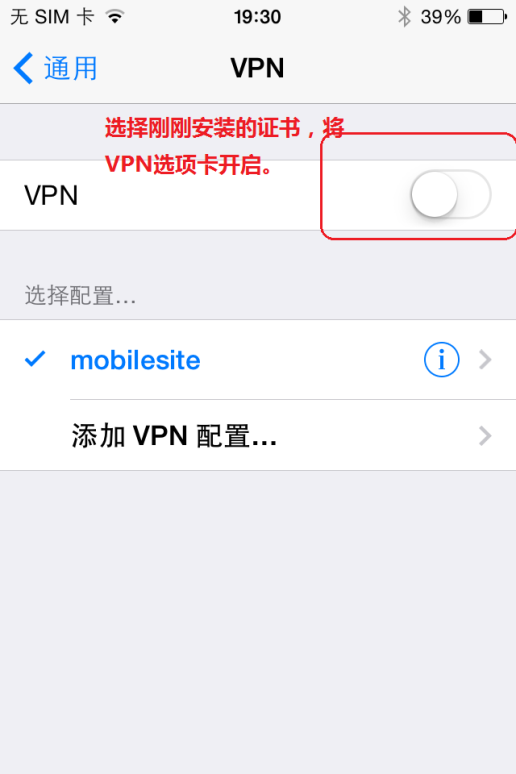 无 SIM 卡 19:30 39%
通用 VPN
选择刚刚安装的证书，将
VPN选项卡开启。
VPN
选择配置...
mobilesite
添加 VPN 配置...